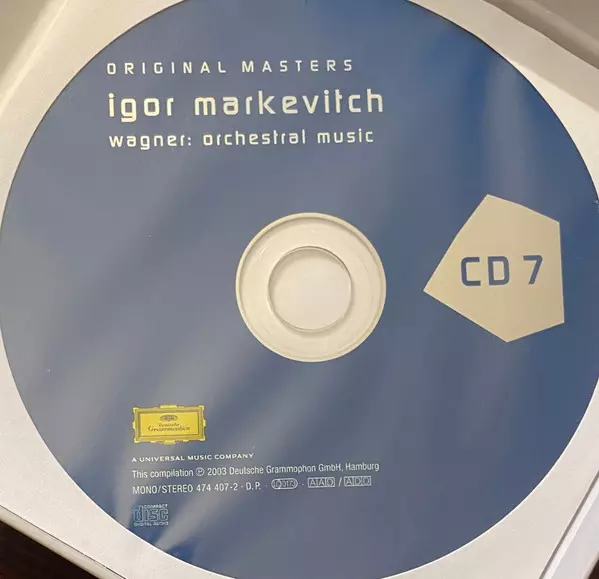 ORIGINAL MASTERS
igor markevitch
wagner: orchestral music
CD 7
Deutsche
Grammophon
A UNIVERSAL MUSIC COMPANY
This compilation ℗ 2003 Deutsche Grammophon GmbH, Hamburg
MONO/STEREO 474 407-2 · D.P. · AAD / ADD
COMPACT
disc
DIGITAL AUDIO